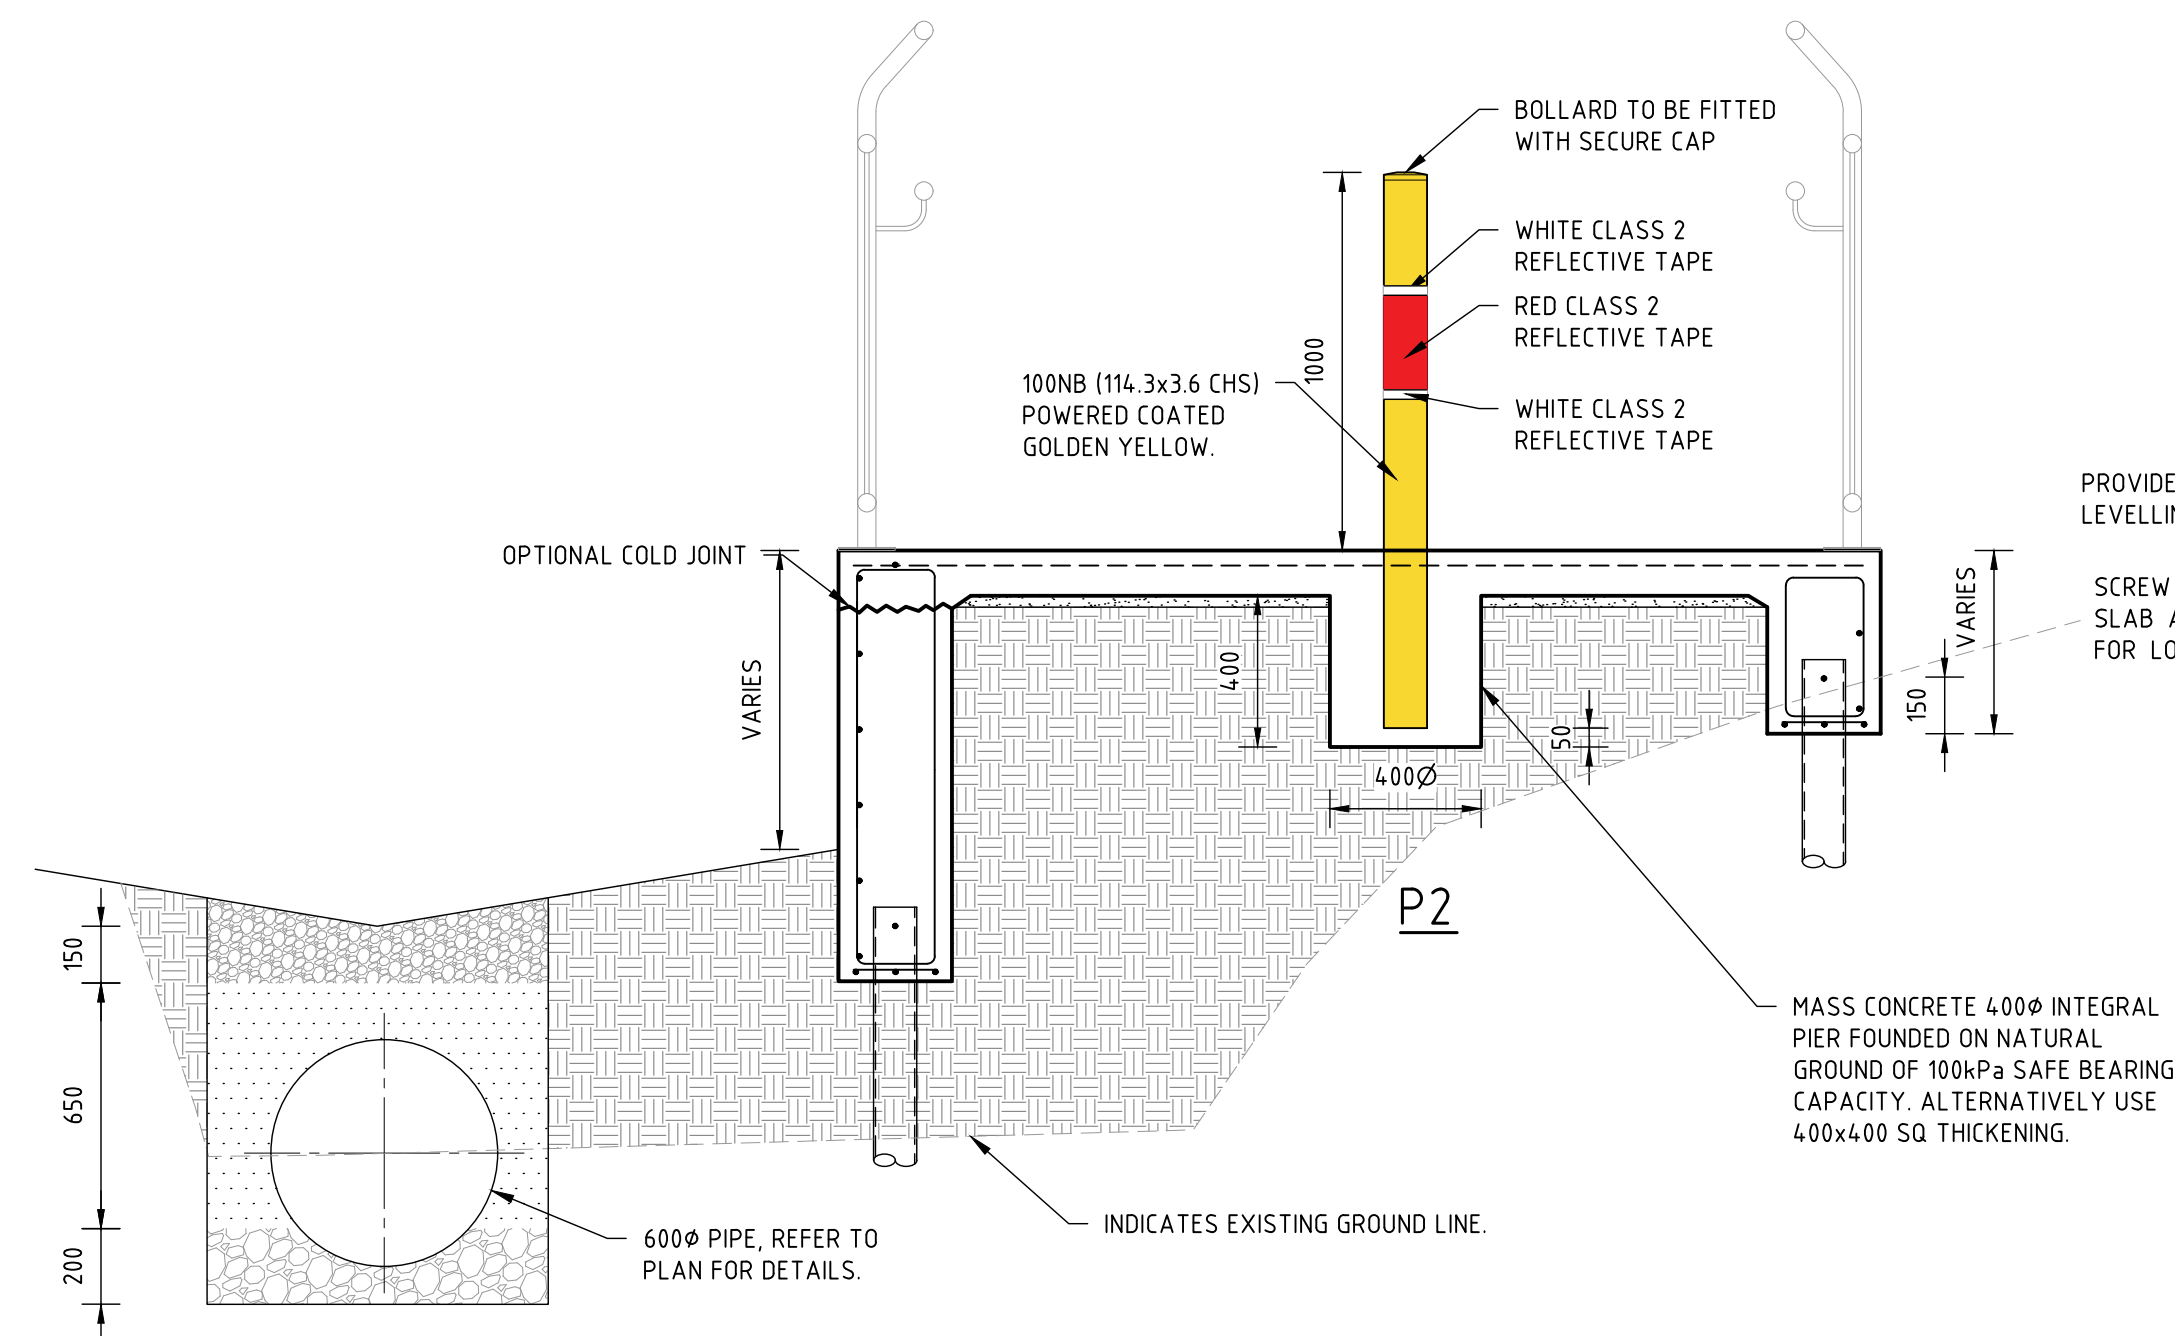 BOLLARD TO BE FITTED
WITH SECURE CAP
WHITE CLASS 2
REFLECTIVE TAPE
RED CLASS 2
REFLECTIVE TAPE
1000
100NB (114.3x3.6 CHS)
POWERED COATED
GOLDEN YELLOW.
WHITE CLASS 2
REFLECTIVE TAPE
PROVIDE
LEVELLIN
OPTIONAL COLD JOINT
VARIES
SCREW
SLAB A
FOR LO
VARIES
400
150
50
400Ø
P2
150
MASS CONCRETE 400Ø INTEGRAL
PIER FOUNDED ON NATURAL
GROUND OF 100kPa SAFE BEARING
CAPACITY. ALTERNATIVELY USE
400x400 SQ THICKENING.
650
INDICATES EXISTING GROUND LINE.
600Ø PIPE, REFER TO
PLAN FOR DETAILS.
200